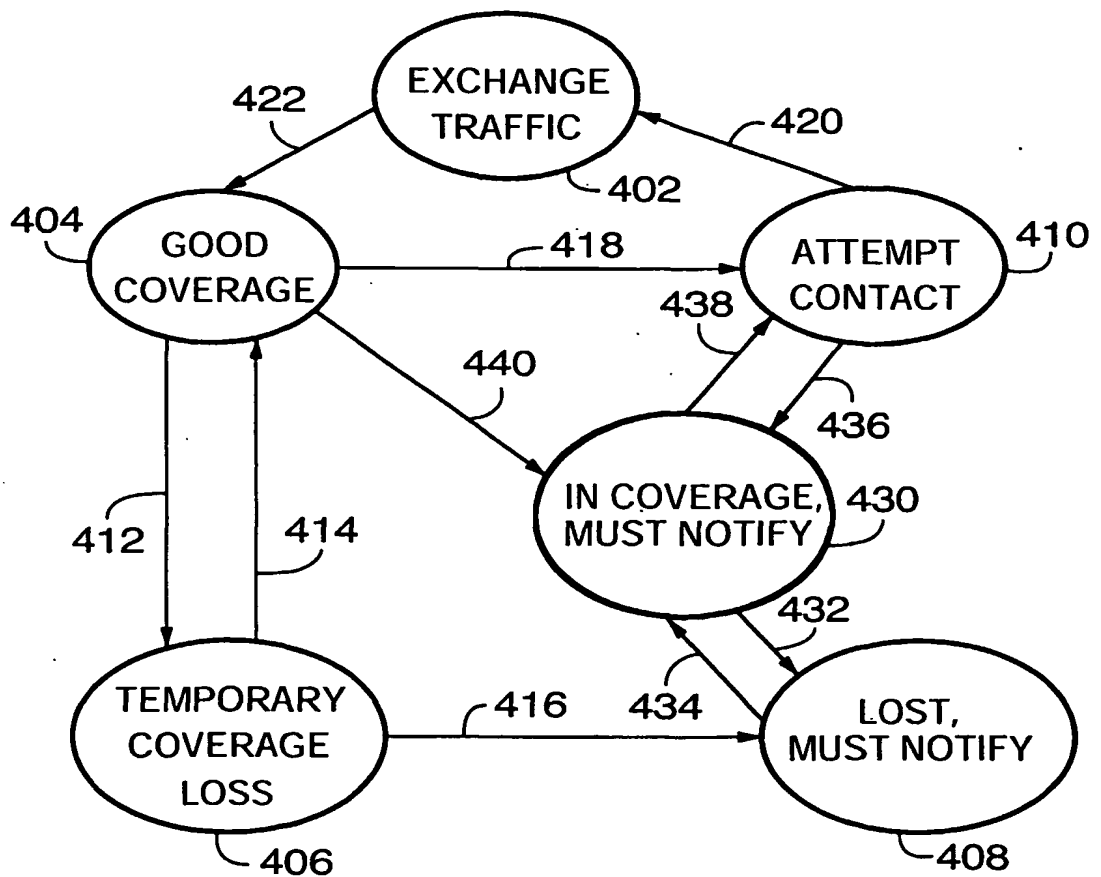 EXCHANGE
TRAFFIC
422
420
402
404
GOOD
COVERAGE
418
ATTEMPT
CONTACT
410
438
440
436
IN COVERAGE,
MUST NOTIFY
430
412
414
432
434
TEMPORARY
COVERAGE
LOSS
416
LOST,
MUST NOTIFY
406
408